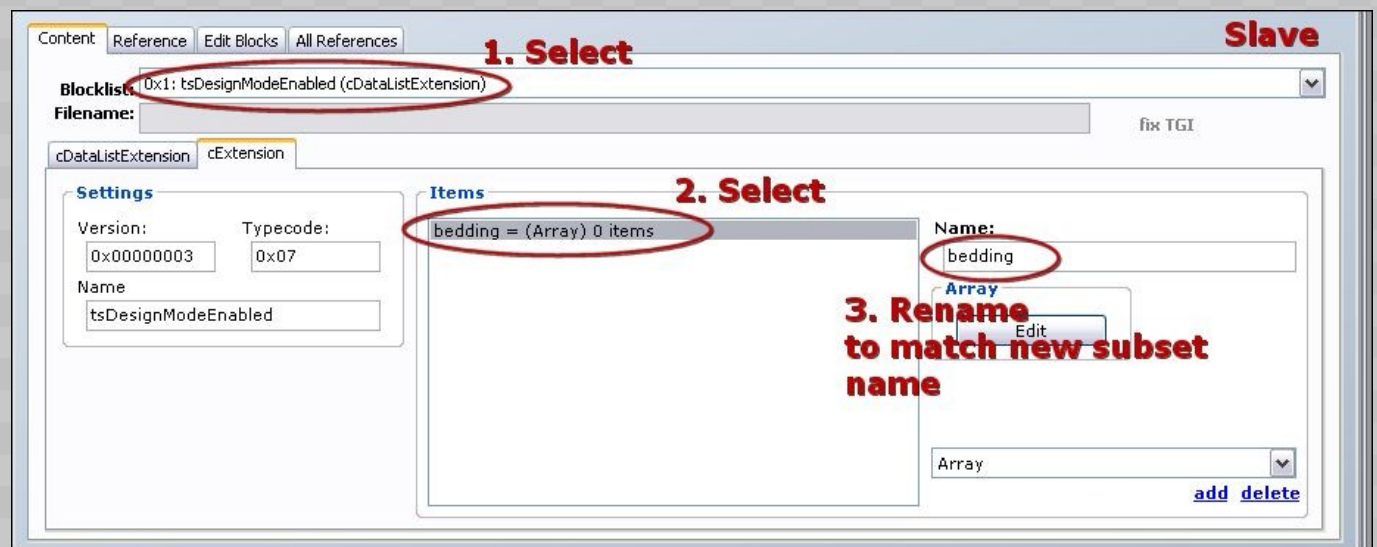 Content Reference Edit Blocks All References
Slave
1. Select
Blocklist: 0x1: tsDesignModeEnabled (cDataListExtension)
Filename:
fix TGI
cDataListExtension cExtension
Settings
Items
2. Select
Version: Typecode:
bedding = (Array) 0 items
Name:
0x00000003 0x07
bedding
Name
Array
tsDesignModeEnabled
3. Rename
Edit
to match new subset
name
Array
add delete